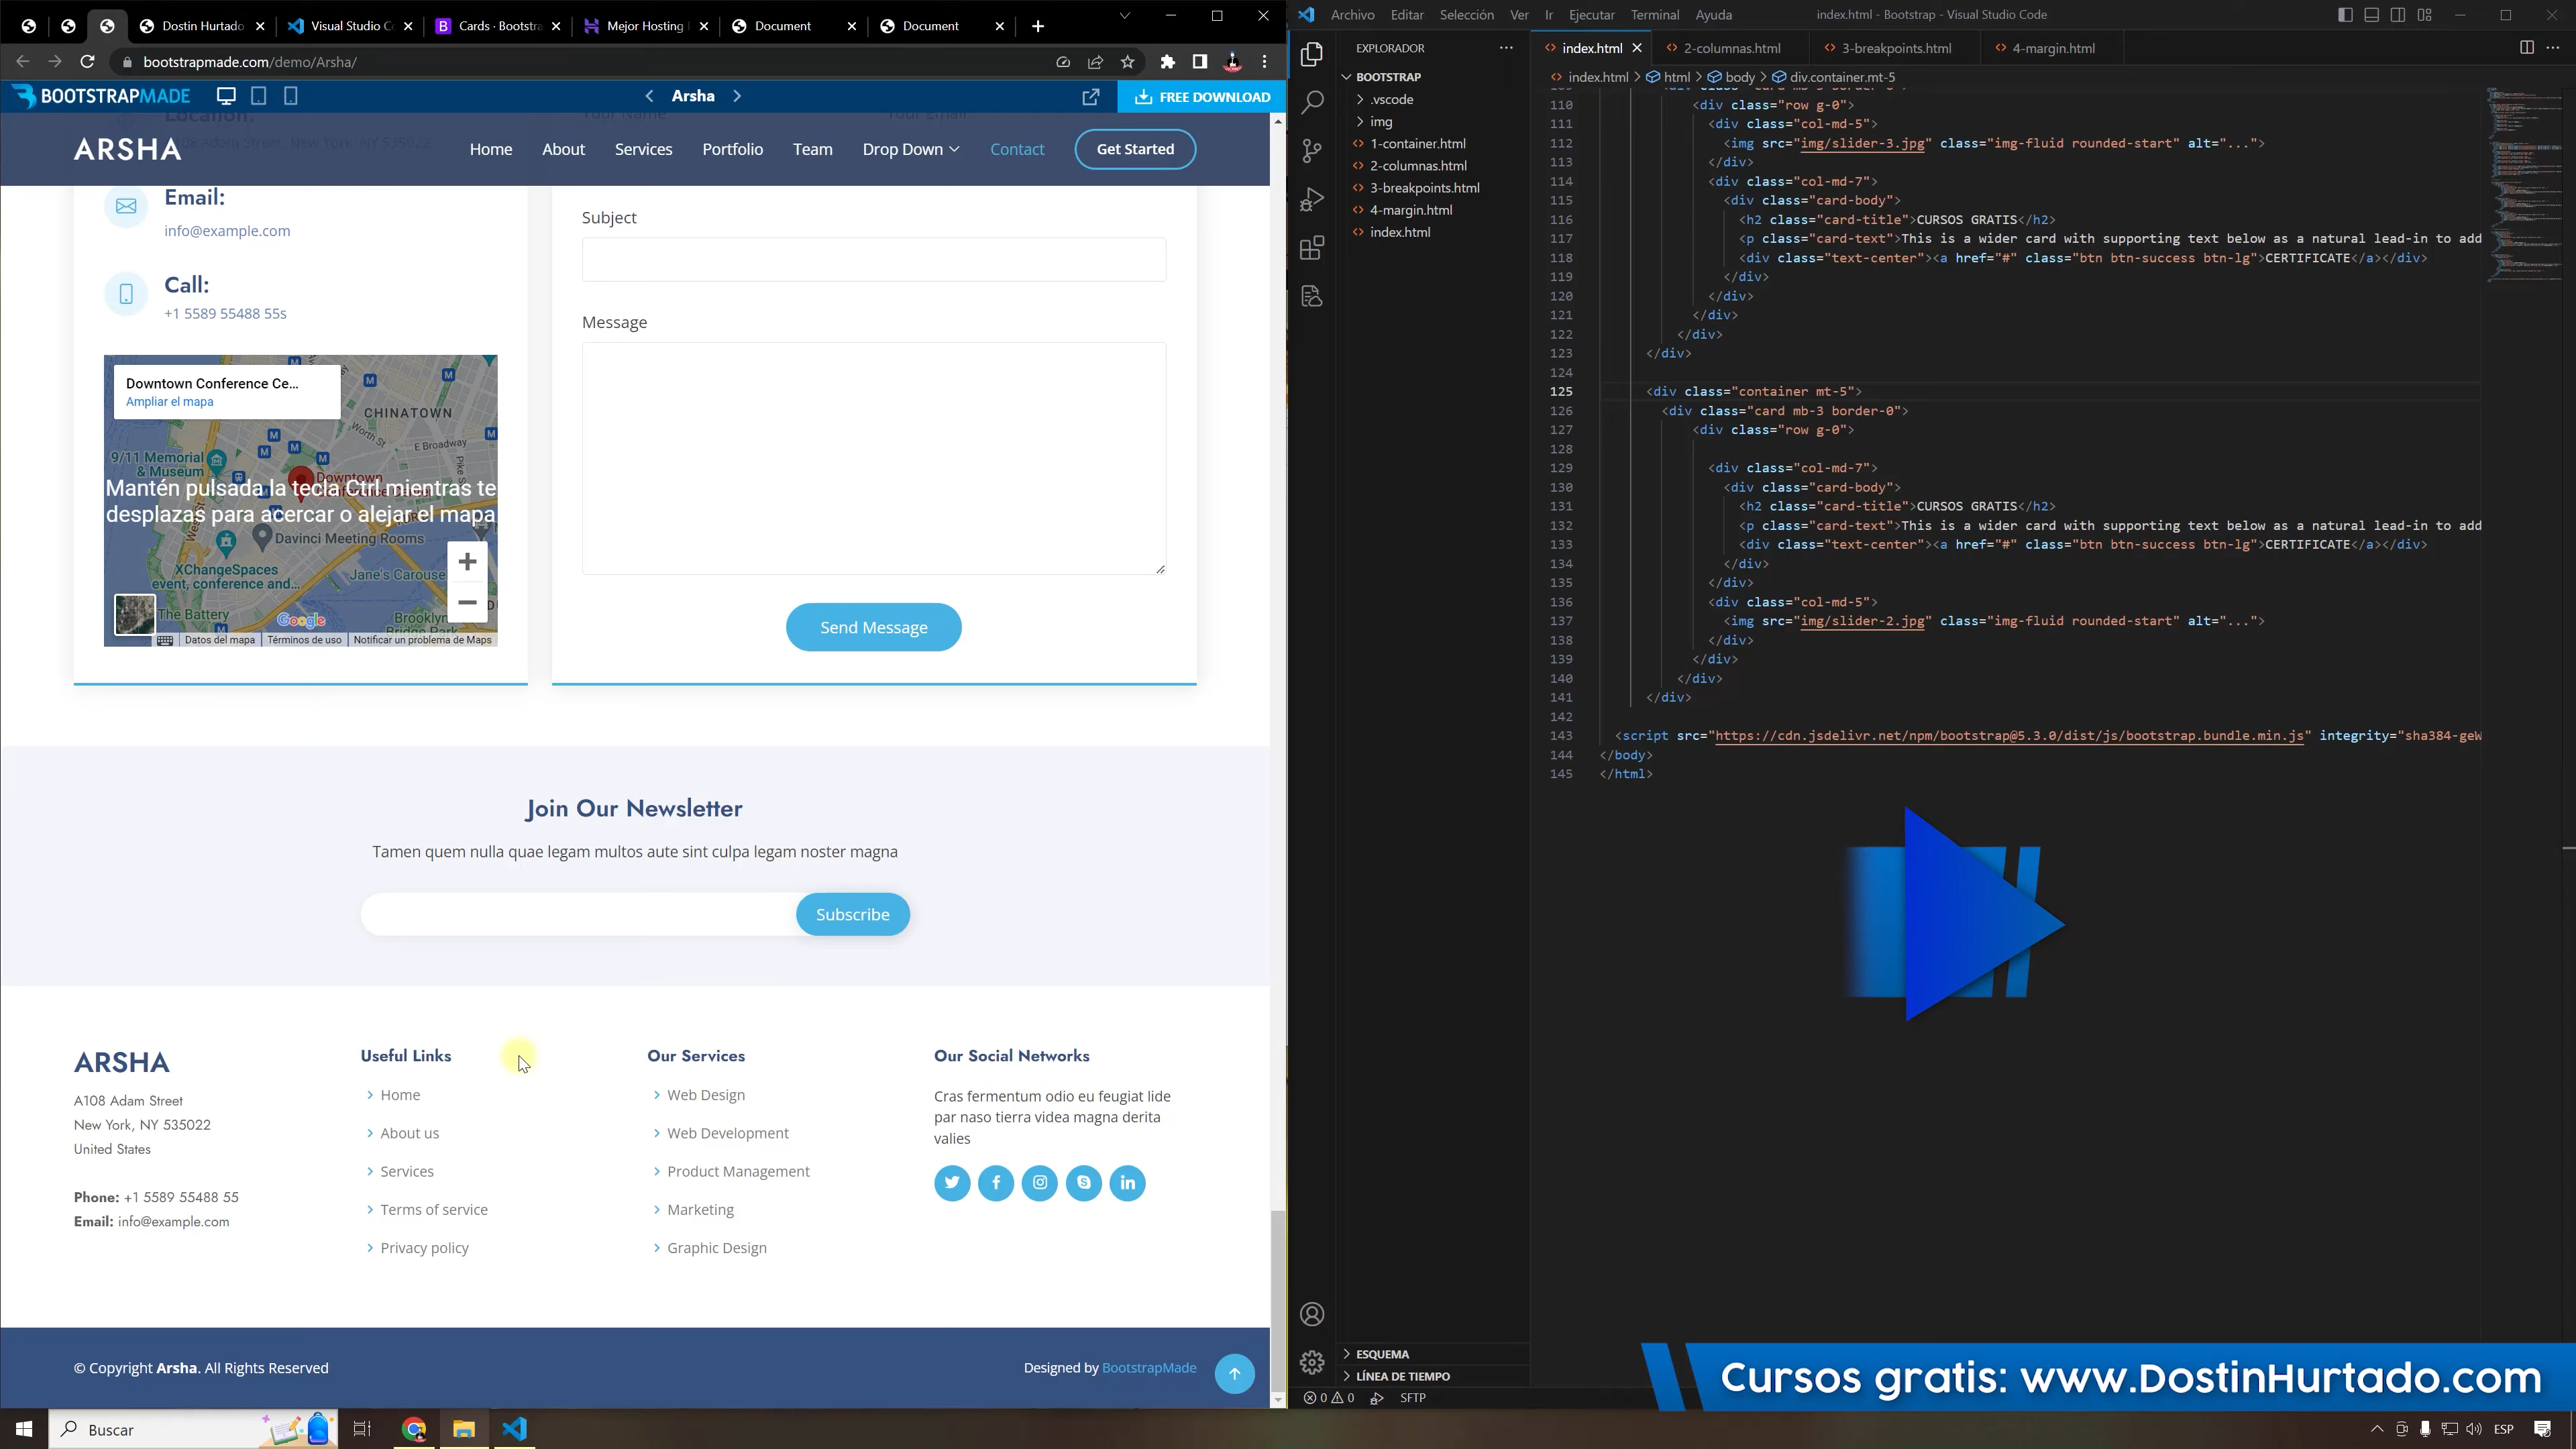 Dostin Hurtado
Visual Studio C
Cards · Bootstra
Mejor Hosting
Document
Document
bootstrapmade.com/demo/Arsha/
BOOTSTRAPMADE
Arsha
FREE DOWNLOAD
Location:
Your Name
Your Email
ARSHA
Home
About
Services
Portfolio
Team
Drop Down
Contact
Get Started
Email:
info@example.com
Call:
+1 5589 55488 55s
Downtown Conference Ce...
Ampliar el mapa
CHINATOWN
Worth St
E Broadway
9/11 Memorial
& Museum
Downtown
Mantén pulsada la tecla Ctrl mientras te
desplazas para acercar o alejar el mapa
Davinci Meeting Rooms
XChangeSpaces
event, conference and...
Jane's Carouse
The Battery
Google
Datos del mapa
Términos de uso
Notificar un problema de Maps
Subject
Message
Send Message
Join Our Newsletter
Tamen quem nulla quae legam multos aute sint culpa legam noster magna
Subscribe
ARSHA
A108 Adam Street
New York, NY 535022
United States
Phone: +1 5589 55488 55
Email: info@example.com
Useful Links
Home
About us
Services
Terms of service
Privacy policy
Our Services
Web Design
Web Development
Product Management
Marketing
Graphic Design
Our Social Networks
Cras fermentum odio eu feugiat lide
par naso tierra videa magna derita
valies
© Copyright Arsha. All Rights Reserved
Designed by BootstrapMade
Buscar
Archivo Editar Selección Ver Ir Ejecutar Terminal Ayuda
index.html - Bootstrap - Visual Studio Code
EXPLORADOR
BOOTSTRAP
.vscode
img
1-container.html
2-columnas.html
3-breakpoints.html
4-margin.html
index.html
ESQUEMA
LÍNEA DE TIEMPO
0 0
SFTP
index.html
2-columnas.html
3-breakpoints.html
4-margin.html
index.html > html > body > div.container.mt-5
110 <div class="row g-0">
111 <div class="col-md-5">
112 <img src="img/slider-3.jpg" class="img-fluid rounded-start" alt="...">
113 </div>
114 <div class="col-md-7">
115 <div class="card-body">
116 <h2 class="card-title">CURSOS GRATIS</h2>
117 <p class="card-text">This is a wider card with supporting text below as a natural lead-in to add
118 <div class="text-center"><a href="#" class="btn btn-success btn-lg">CERTIFICATE</a></div>
119 </div>
120 </div>
121 </div>
122 </div>
123 </div>
124
125 <div class="container mt-5">
126 <div class="card mb-3 border-0">
127 <div class="row g-0">
128
129 <div class="col-md-7">
130 <div class="card-body">
131 <h2 class="card-title">CURSOS GRATIS</h2>
132 <p class="card-text">This is a wider card with supporting text below as a natural lead-in to add
133 <div class="text-center"><a href="#" class="btn btn-success btn-lg">CERTIFICATE</a></div>
134 </div>
135 </div>
136 <div class="col-md-5">
137 <img src="img/slider-2.jpg" class="img-fluid rounded-start" alt="...">
138 </div>
139 </div>
140 </div>
141 </div>
142
143 <script src="https://cdn.jsdelivr.net/npm/bootstrap@5.3.0/dist/js/bootstrap.bundle.min.js" integrity="sha384-geW
144 </body>
145 </html>
Cursos gratis: www.DostinHurtado.com
ESP